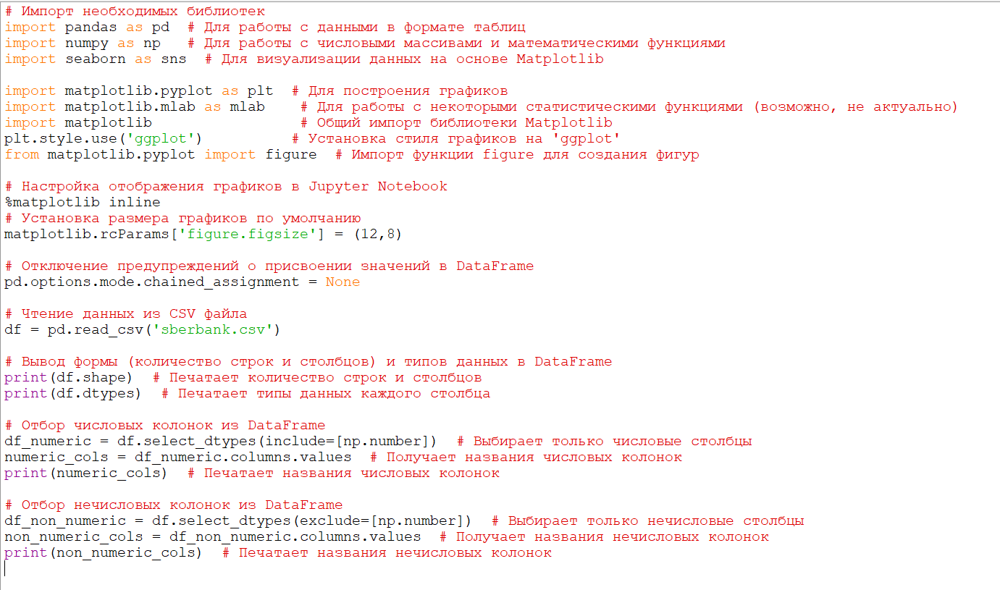 # Импорт необходимых библиотек
import pandas as pd  # Для работы с данными в формате таблиц
import numpy as np   # Для работы с числовыми массивами и математическими функциями
import seaborn as sns  # Для визуализации данных на основе Matplotlib
import matplotlib.pyplot as plt  # Для построения графиков
import matplotlib.mlab as mlab    # Для работы с некоторыми статистическими функциями (возможно, не актуально)
import matplotlib                 # Общий импорт библиотеки Matplotlib
plt.style.use('ggplot')          # Установка стиля графиков на 'ggplot'
from matplotlib.pyplot import figure  # Импорт функции figure для создания фигур
# Настройка отображения графиков в Jupyter Notebook
%matplotlib inline
# Установка размера графиков по умолчанию
matplotlib.rcParams['figure.figsize'] = (12,8)
# Отключение предупреждений о присвоении значений в DataFrame
pd.options.mode.chained_assignment = None
# Чтение данных из CSV файла
df = pd.read_csv('sberbank.csv')
# Вывод формы (количество строк и столбцов) и типов данных в DataFrame
print(df.shape)  # Печатает количество строк и столбцов
print(df.dtypes)  # Печатает типы данных каждого столбца
# Отбор числовых колонок из DataFrame
df_numeric = df.select_dtypes(include=[np.number])  # Выбирает только числовые столбцы
numeric_cols = df_numeric.columns.values  # Получает названия числовых колонок
print(numeric_cols)  # Печатает названия числовых колонок
# Отбор нечисловых колонок из DataFrame
df_non_numeric = df.select_dtypes(exclude=[np.number])  # Выбирает только нечисловые столбцы
non_numeric_cols = df_non_numeric.columns.values  # Получает названия нечисловых колонок
print(non_numeric_cols)  # Печатает названия нечисловых колонок